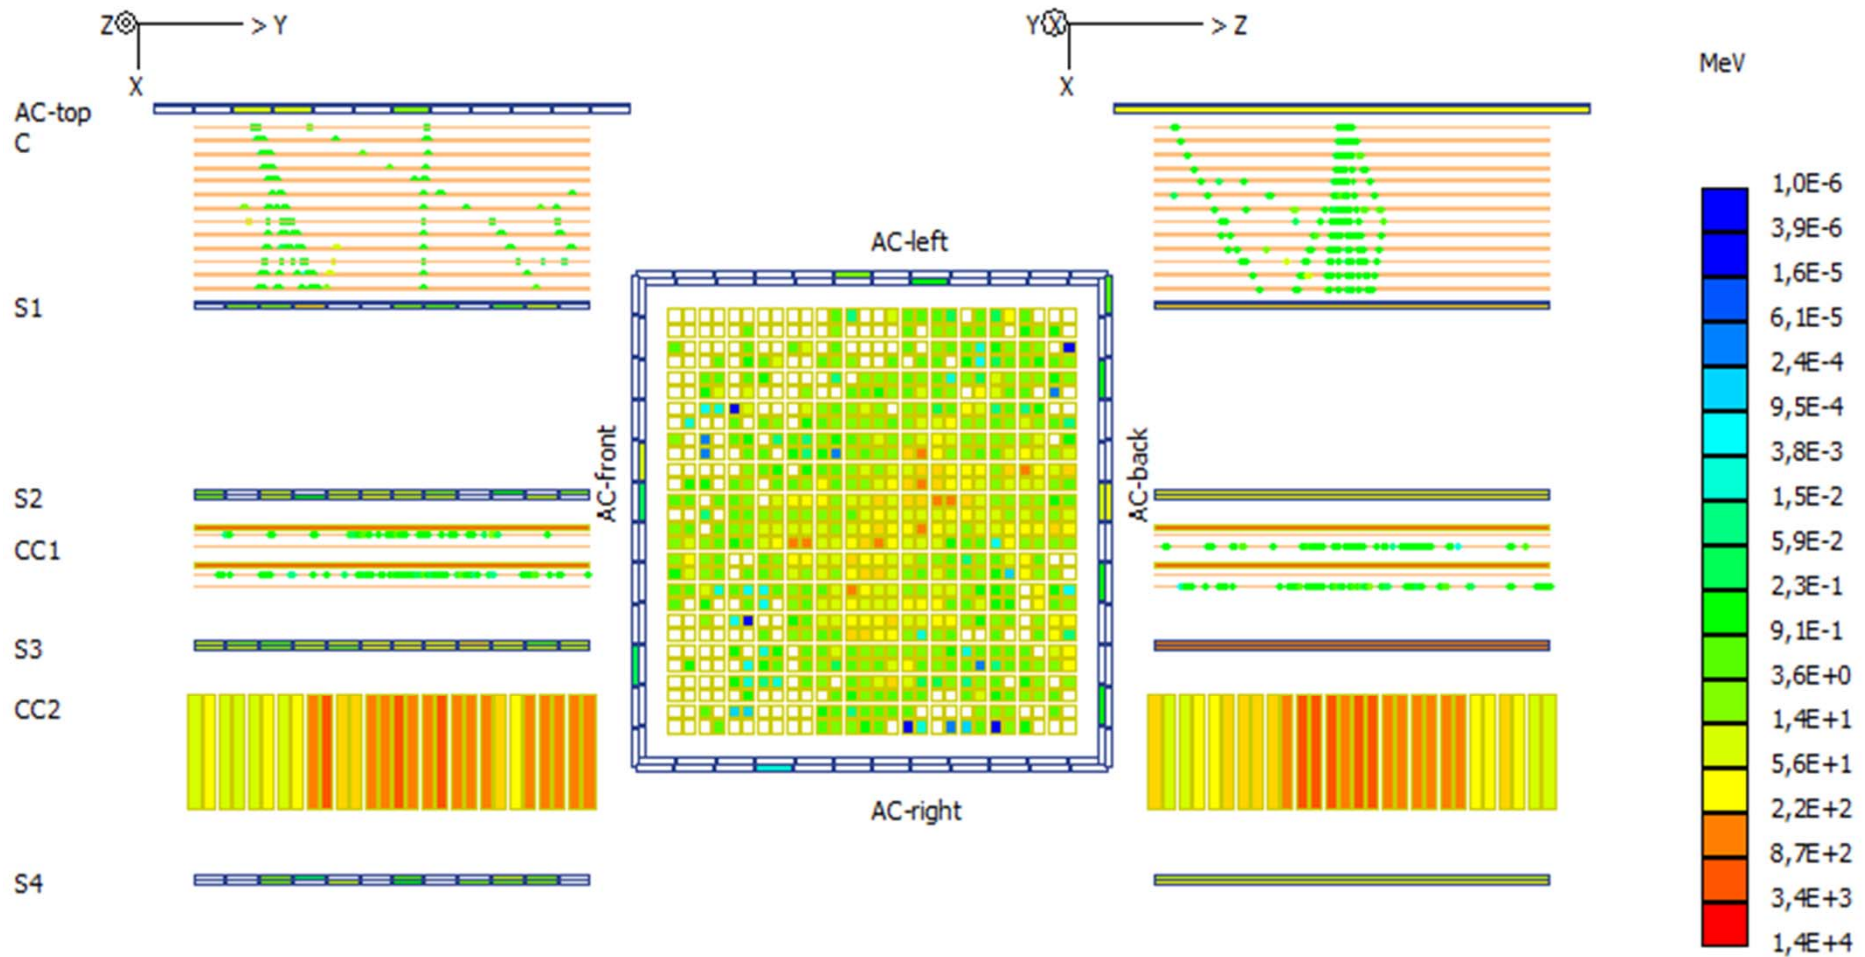 Z > Y
X
Y X > Z
X
MeV
AC-top
C
S1
S2
CC1
S3
CC2
S4
AC-left
AC-front
AC-back
AC-right
1,0E-6
3,9E-6
1,6E-5
6,1E-5
2,4E-4
9,5E-4
3,8E-3
1,5E-2
5,9E-2
2,3E-1
9,1E-1
3,6E+0
1,4E+1
5,6E+1
2,2E+2
8,7E+2
3,4E+3
1,4E+4